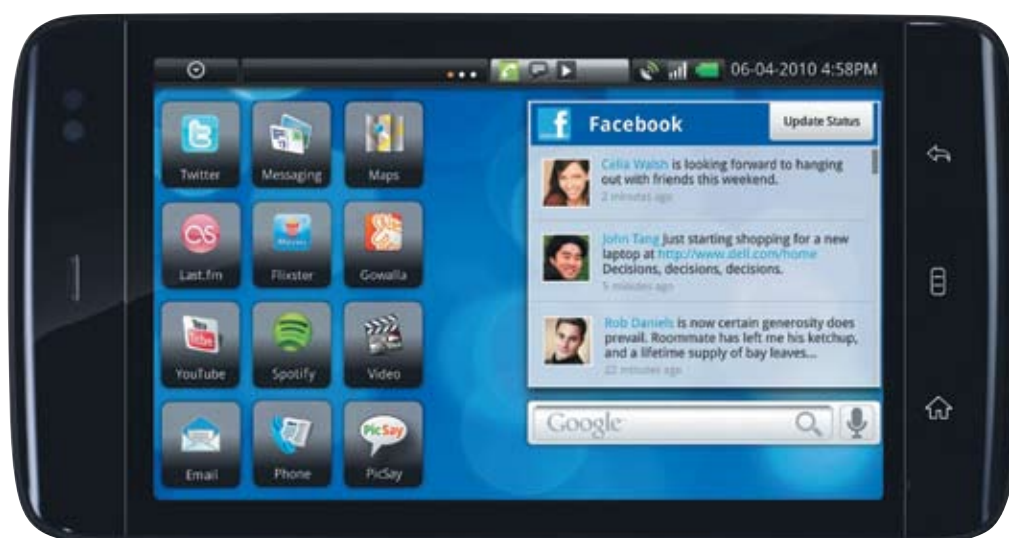 06-04-2010 4:58PM
Twitter
Messaging
Maps
Last.fm
Flixster
Movies
Gowalla
You
Tube
YouTube
Spotify
Video
Email
Phone
PicSay
PicSay
f Facebook
Update Status
Celia Walsh is looking forward to hanging
out with friends this weekend.
2 minutes ago
John Tang Just starting shopping for a new
laptop at http://www.dell.com/home
Decisions, decisions, decisions.
5 minutes ago
Rob Daniels is now certain generosity does
prevail. Roommate has left me his ketchup,
and a lifetime supply of bay leaves...
22 minutes ago
Google